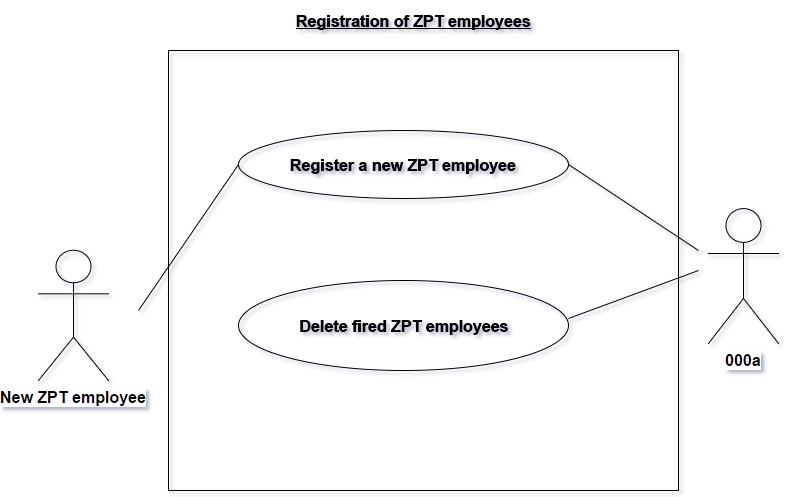 Registration of ZPT employees
Register a new ZPT employee
Delete fired ZPT employees
New ZPT employee
000a